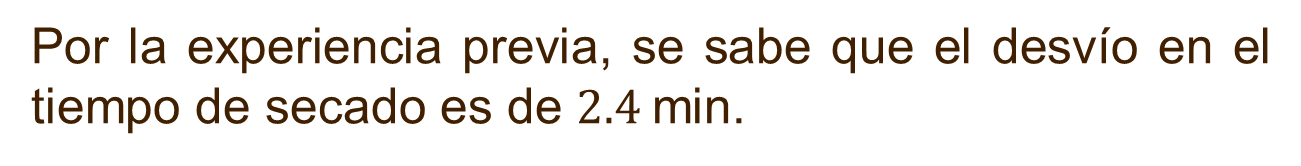 Por la experiencia previa, se sabe que el desvío en el
tiempo de secado es de 2.4 min.